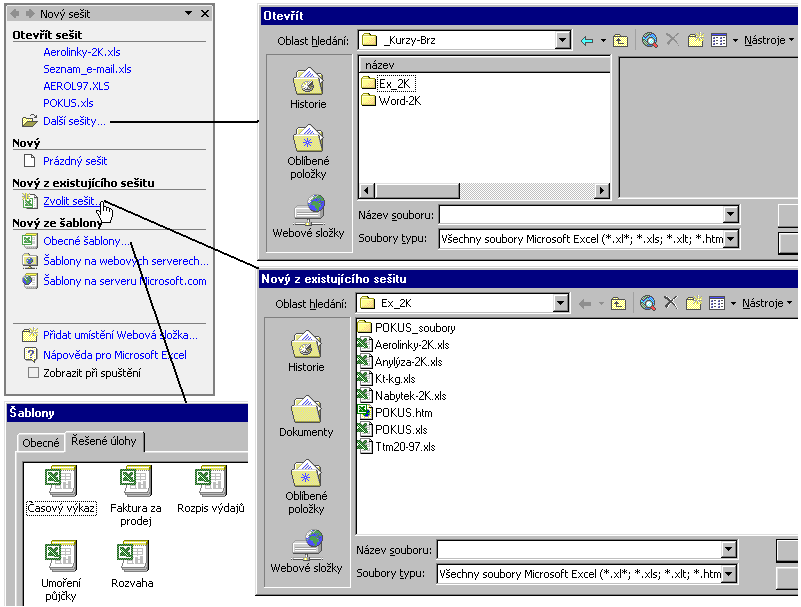 Nový sešit
Otevřít sešit
Aerolinky-2K.xls
Seznam_e-mail.xls
AEROL97.XLS
POKUS.xls
Další sešity...
Nový
Prázdný sešit
Nový z existujícího sešitu
Zvolit sešit...
Nový ze šablony
Obecné šablony...
Šablony na webových serverech...
Šablony na serveru Microsoft.com
Přidat umístění Webová složka...
Nápověda pro Microsoft Excel
Zobrazit při spuštění
Otevřít
Oblast hledání: _Kurzy-Brz
Nástroje
název
Ex_2K
Word-2K
Historie
Oblíbené
položky
Webové složky
Název souboru:
Soubory typu: Všechny soubory Microsoft Excel (*.xl*; *.xls; *.xlt; *.htm
Nový z existujícího sešitu
Oblast hledání: Ex_2K
Nástroje
POKUS_soubory
Aerolinky-2K.xls
Anylýza-2K.xls
Kt-kg.xls
Nabytek-2K.xls
POKUS.htm
POKUS.xls
Ttm20-97.xls
Historie
Dokumenty
Oblíbené
položky
Webové složky
Název souboru:
Soubory typu: Všechny soubory Microsoft Excel (*.xl*; *.xls; *.xlt; *.htm
Šablony
Obecné
Řešené úlohy
Časový výkaz
Faktura za
prodej
Rozpis výdajů
Umoření
půjčky
Rozvaha